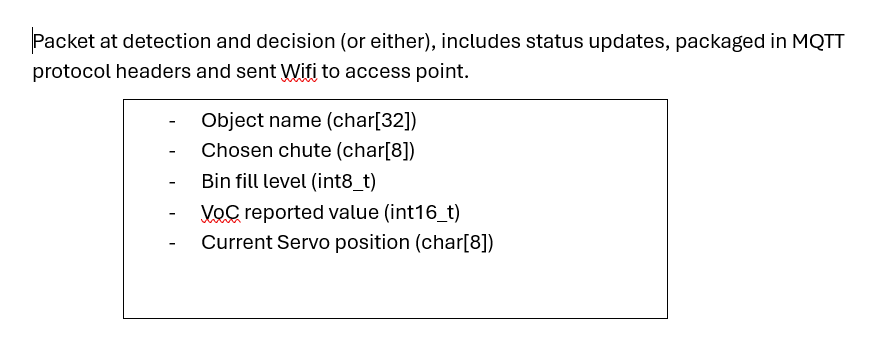 Packet at detection and decision (or either), includes status updates, packaged in MQTT
protocol headers and sent Wifi to access point.
- Object name (char[32])
- Chosen chute (char[8])
- Bin fill level (int8_t)
- VoC reported value (int16_t)
- Current Servo position (char[8])